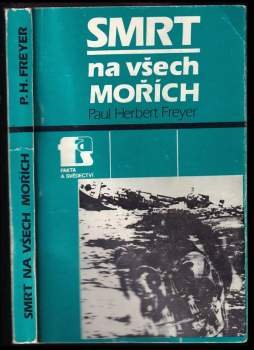 SMRT
na všech
MOŘÍCH
Paul Herbert Freyer
FAKTA
A SVĚDECTVÍ
SMRT NA VŠECH MOŘÍCH P. H. FREYER